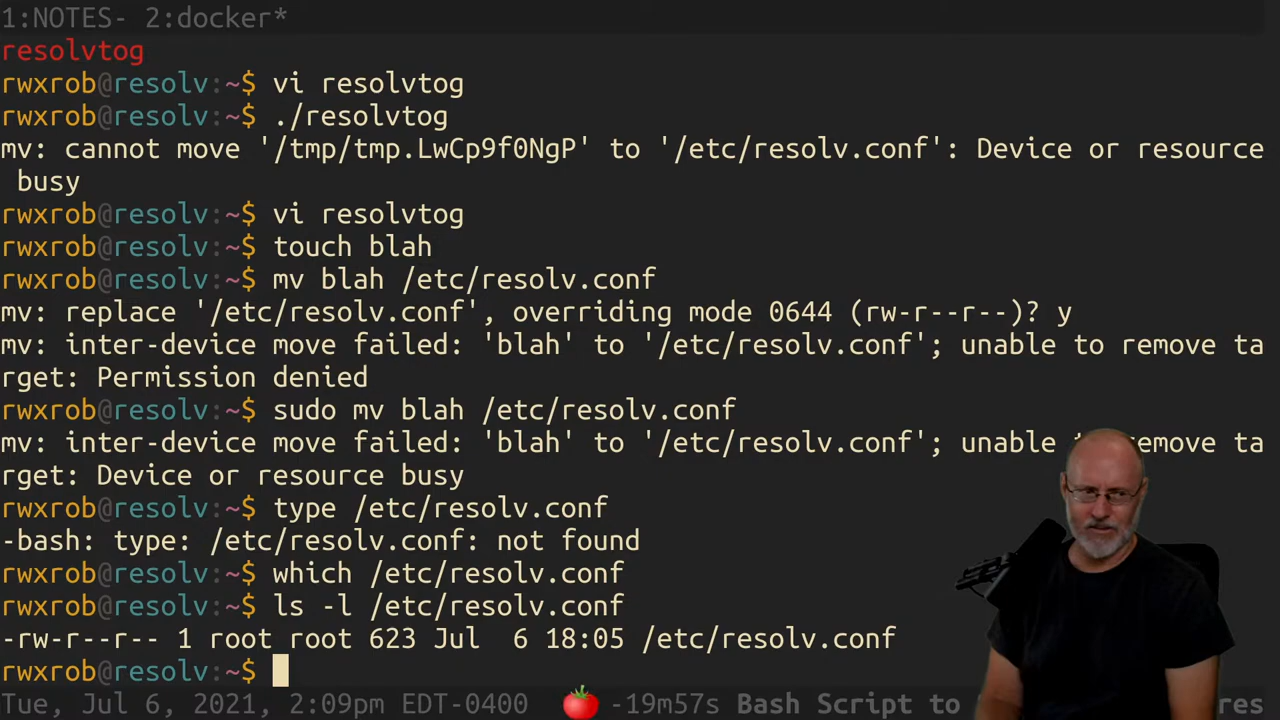 1:NOTES- 2:docker*
resolvtog
rwxrob@resolv:~$ vi resolvtog
rwxrob@resolv:~$ ./resolvtog
mv: cannot move '/tmp/tmp.LwCp9f0NgP' to '/etc/resolv.conf': Device or resource
 busy
rwxrob@resolv:~$ vi resolvtog
rwxrob@resolv:~$ touch blah
rwxrob@resolv:~$ mv blah /etc/resolv.conf
mv: replace '/etc/resolv.conf', overriding mode 0644 (rw-r--r--)? y
mv: inter-device move failed: 'blah' to '/etc/resolv.conf'; unable to remove ta
rget: Permission denied
rwxrob@resolv:~$ sudo mv blah /etc/resolv.conf
mv: inter-device move failed: 'blah' to '/etc/resolv.conf'; unable to remove ta
rget: Device or resource busy
rwxrob@resolv:~$ type /etc/resolv.conf
-bash: type: /etc/resolv.conf: not found
rwxrob@resolv:~$ which /etc/resolv.conf
rwxrob@resolv:~$ ls -l /etc/resolv.conf
-rw-r--r-- 1 root root 623 Jul  6 18:05 /etc/resolv.conf
rwxrob@resolv:~$
Tue, Jul 6, 2021, 2:09pm EDT-0400 🍅 -19m57s Bash Script to res